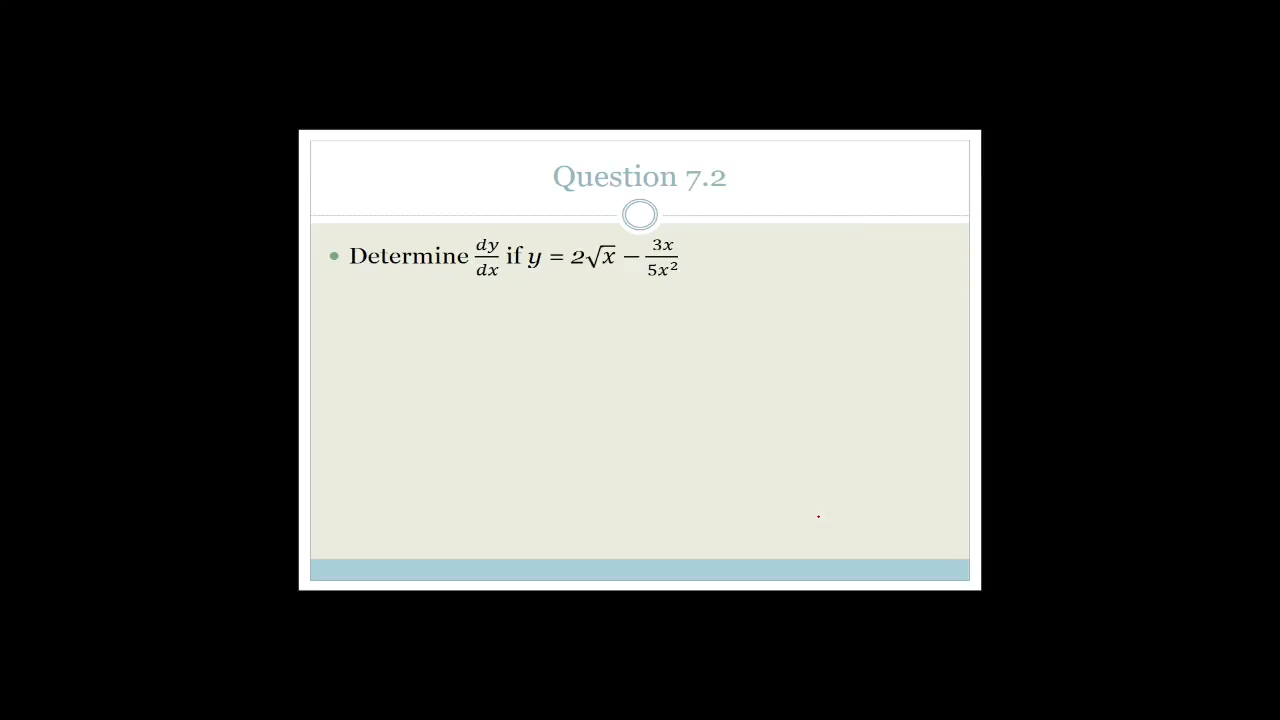 Question 7.2
• Determine dy/dx if y = 2√x − 3x/5x²